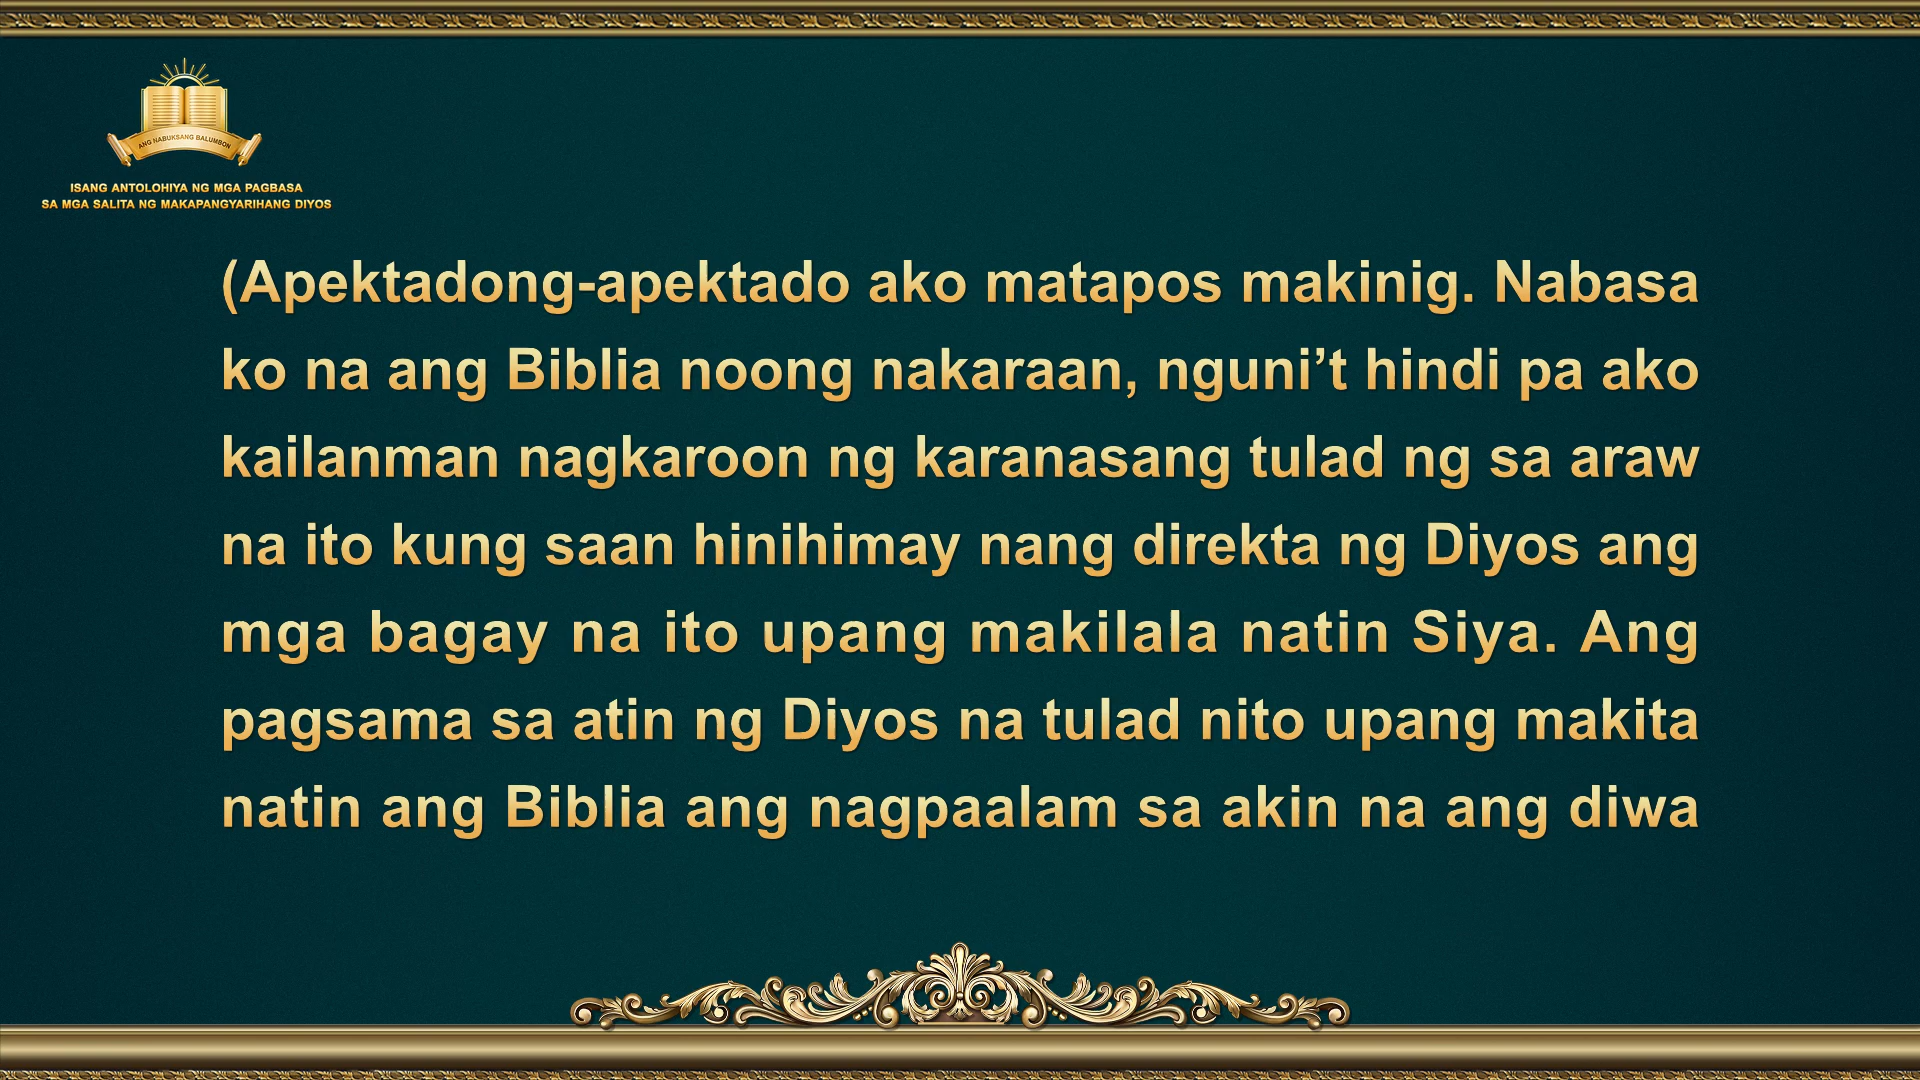 ANG NABUKSANG BALUMBON
ISANG ANTOLOHIYA NG MGA PAGBASA
SA MGA SALITA NG MAKAPANGYARIHANG DIYOS
(Apektadong-apektado ako matapos makinig. Nabasa
ko na ang Biblia noong nakaraan, nguni’t hindi pa ako
kailanman nagkaroon ng karanasang tulad ng sa araw
na ito kung saan hinihimay nang direkta ng Diyos ang
mga bagay na ito upang makilala natin Siya. Ang
pagsama sa atin ng Diyos na tulad nito upang makita
natin ang Biblia ang nagpaalam sa akin na ang diwa